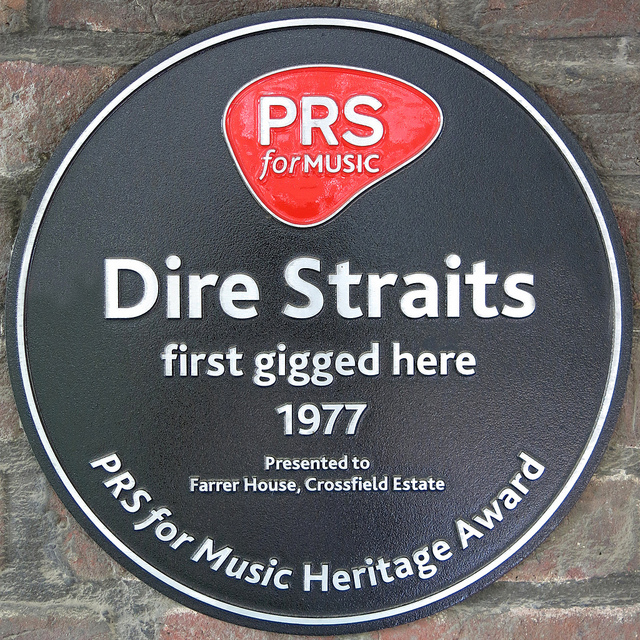 PRS
for MUSIC
Dire Straits
first gigged here
1977
Presented to
Farrer House, Crossfield Estate
PRS for Music Heritage Award